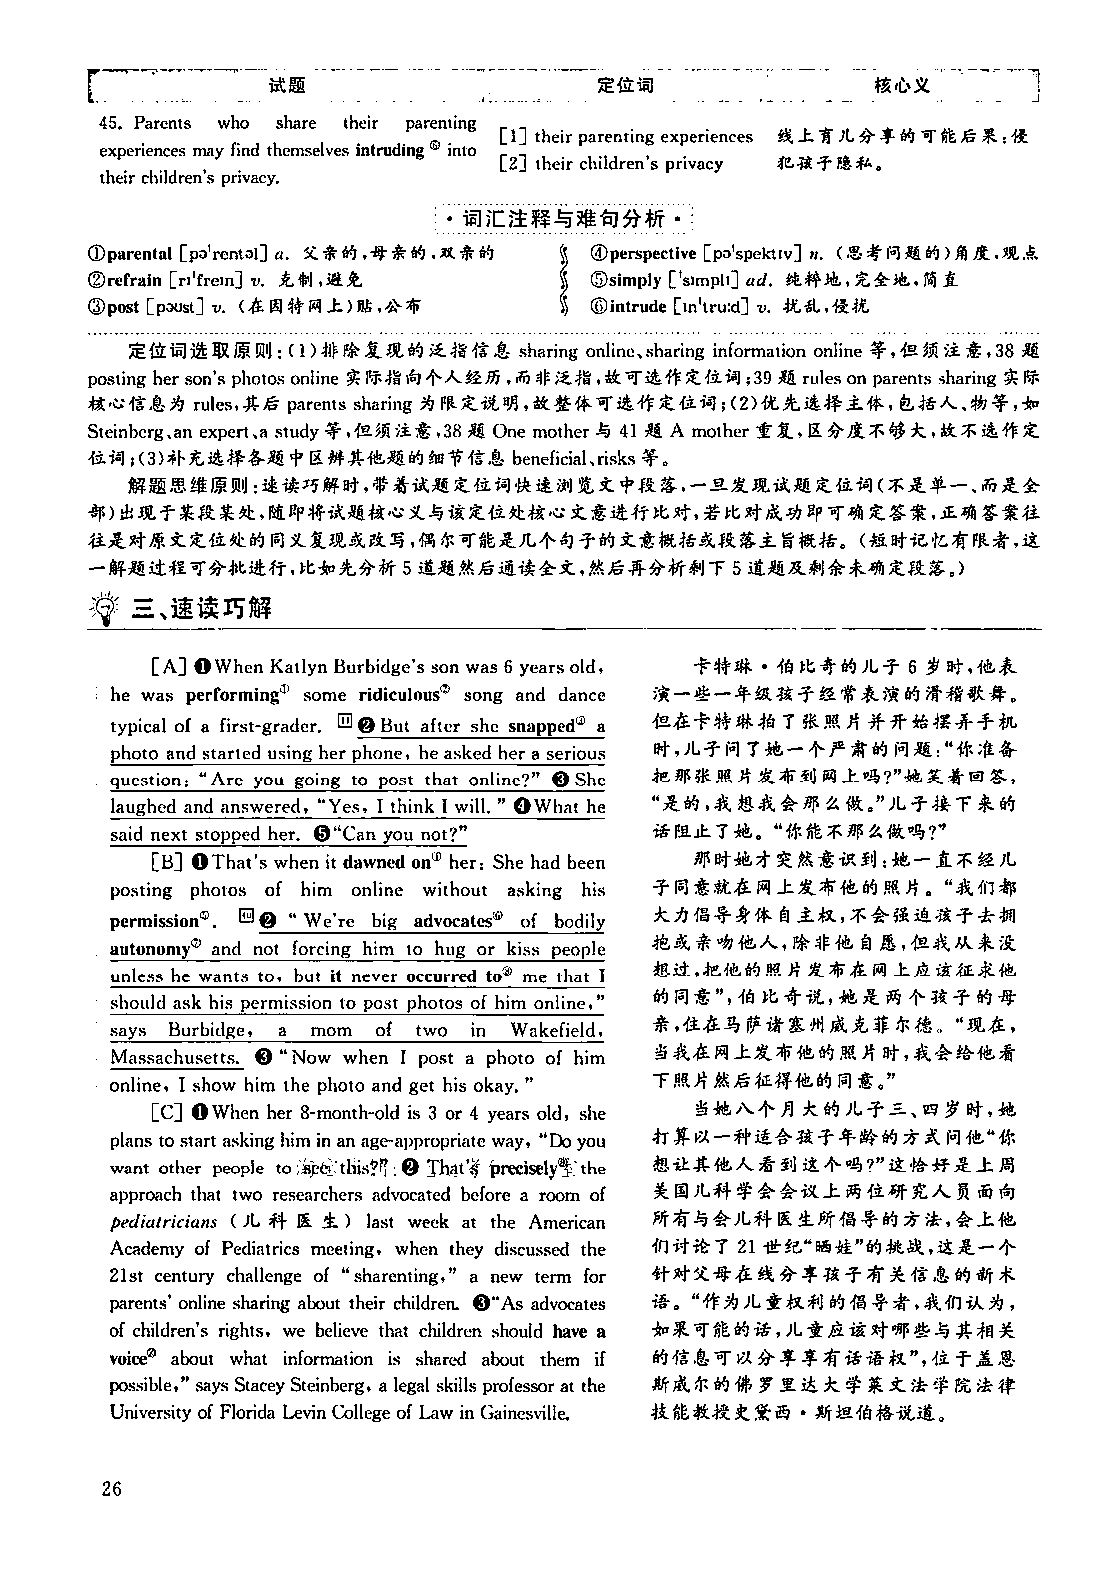 试题 定位词 核心义
45. Parents who share their parenting
experiences may find themselves intruding⑥ into
their children's privacy.
[1] their parenting experiences
[2] their children's privacy
线上育儿分享的可能后果:侵
犯孩子隐私。
·词汇注释与难句分析·
①parental [pəˈrentəl] a. 父亲的,母亲的,双亲的
②refrain [rɪˈfreɪn] v. 克制,避免
③post [pəʊst] v. (在因特网上)贴,公布
④perspective [pəˈspektɪv] n. (思考问题的)角度,观点
⑤simply [ˈsɪmplɪ] ad. 纯粹地,完全地,简直
⑥intrude [ɪnˈtruːd] v. 扰乱,侵扰
定位词选取原则:(1)排除复现的泛指信息 sharing online、sharing information online 等,但须注意,38 题
posting her son's photos online 实际指向个人经历,而非泛指,故可选作定位词;39 题 rules on parents sharing 实际
核心信息为 rules,其后 parents sharing 为限定说明,故整体可选作定位词;(2)优先选择主体,包括人、物等,如
Steinberg、an expert、a study 等,但须注意,38 题 One mother 与 41 题 A mother 重复,区分度不够大,故不选作定
位词;(3)补充选择各题中区辨其他题的细节信息 beneficial、risks 等。
解题思维原则:速读巧解时,带着试题定位词快速浏览文中段落,一旦发现试题定位词(不是单一、而是全
部)出现于某段某处,随即将试题核心义与该定位处核心文意进行比对,若比对成功即可确定答案,正确答案往
往是对原文定位处的同义复现或改写,偶尔可能是几个句子的文意概括或段落主旨概括。(短时记忆有限者,这
一解题过程可分批进行,比如先分析 5 道题然后通读全文,然后再分析剩下 5 道题及剩余未确定段落。)
三、速读巧解
[A] ❶When Katlyn Burbidge's son was 6 years old,
he was performing① some ridiculous② song and dance
typical of a first-grader. ❷But after she snapped a
photo and started using her phone, he asked her a serious
question: “Are you going to post that online?” ❸She
laughed and answered, “Yes, I think I will.” ❹What he
said next stopped her. ❺“Can you not?”
[B] ❶That's when it dawned on her: She had been
posting photos of him online without asking his
permission. ❷“We're big advocates of bodily
autonomy and not forcing him to hug or kiss people
unless he wants to, but it never occurred to me that I
should ask his permission to post photos of him online,”
says Burbidge, a mom of two in Wakefield,
Massachusetts. ❸“Now when I post a photo of him
online, I show him the photo and get his okay.”
[C] ❶When her 8-month-old is 3 or 4 years old, she
plans to start asking him in an age-appropriate way, “Do you
want other people to see this?” ❷That's precisely the
approach that two researchers advocated before a room of
pediatricians (儿科医生) last week at the American
Academy of Pediatrics meeting, when they discussed the
21st century challenge of “sharenting,” a new term for
parents' online sharing about their children. ❸“As advocates
of children's rights, we believe that children should have a
voice about what information is shared about them if
possible,” says Stacey Steinberg, a legal skills professor at the
University of Florida Levin College of Law in Gainesville.
卡特琳·伯比奇的儿子 6 岁时,他表
演一些一年级孩子经常表演的滑稽歌舞。
但在卡特琳拍了张照片并开始摆弄手机
时,儿子问了她一个严肃的问题:“你准备
把那张照片发布到网上吗?”她笑着回答,
“是的,我想我会那么做。”儿子接下来的
话阻止了她。“你能不那么做吗?”
那时她才突然意识到:她一直不经儿
子同意就在网上发布他的照片。“我们都
大力倡导身体自主权,不会强迫孩子去拥
抱或亲吻他人,除非他自愿,但我从来没
想过,把他的照片发布在网上应该征求他
的同意”,伯比奇说,她是两个孩子的母
亲,住在马萨诸塞州威克菲尔德。“现在,
当我在网上发布他的照片时,我会给他看
下照片然后征得他的同意。”
当她八个月大的儿子三、四岁时,她
打算以一种适合孩子年龄的方式问他“你
想让其他人看到这个吗?”这恰好是上周
美国儿科学会会议上两位研究人员面向
所有与会儿科医生所倡导的方法,会上他
们讨论了 21 世纪“晒娃”的挑战,这是一个
针对父母在线分享孩子有关信息的新术
语。“作为儿童权利的倡导者,我们认为,
如果可能的话,儿童应该对哪些与其相关
的信息可以分享享有话语权”,位于盖恩
斯威尔的佛罗里达大学莱文法学院法律
技能教授史黛西·斯坦伯格说道。
26